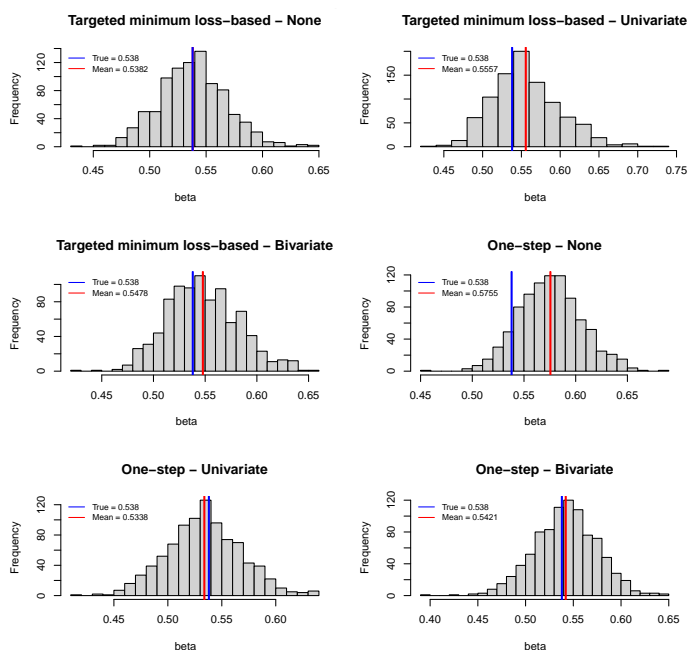 Targeted minimum loss−based − None
True = 0.538
Mean = 0.5382
Frequency
0 40 80 120
0.45 0.50 0.55 0.60 0.65
beta
Targeted minimum loss−based − Univariate
True = 0.538
Mean = 0.5557
Frequency
0 50 150
0.45 0.50 0.55 0.60 0.65 0.70 0.75
beta
Targeted minimum loss−based − Bivariate
True = 0.538
Mean = 0.5478
Frequency
0 40 80
0.45 0.50 0.55 0.60 0.65
beta
One−step − None
True = 0.538
Mean = 0.5755
Frequency
0 40 80 120
0.45 0.50 0.55 0.60 0.65
beta
One−step − Univariate
True = 0.538
Mean = 0.5338
Frequency
0 40 80 120
0.45 0.50 0.55 0.60
beta
One−step − Bivariate
True = 0.538
Mean = 0.5421
Frequency
0 40 80 120
0.40 0.45 0.50 0.55 0.60 0.65
beta